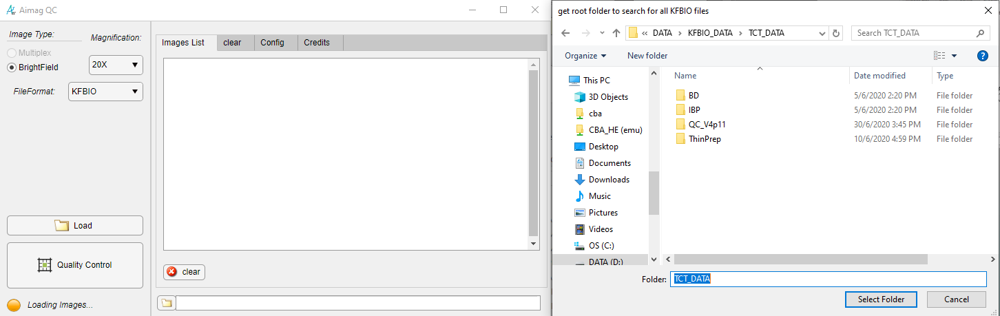 Aimag QC
Image Type:
Magnification:
Multiplex
BrightField
20X
FileFormat:
KFBIO
Load
Quality Control
Loading Images...
Images List
clear
Config
Credits
clear
get root folder to search for all KFBIO files
« DATA > KFBIO_DATA > TCT_DATA
Search TCT_DATA
Organize
New folder
This PC
3D Objects
cba
CBA_HE (emu)
Desktop
Documents
Downloads
Music
Pictures
Videos
OS (C:)
DATA (D:)
Name Date modified Type
BD 5/6/2020 2:20 PM File folder
IBP 5/6/2020 2:20 PM File folder
QC_V4p11 30/6/2020 3:45 PM File folder
ThinPrep 10/6/2020 4:59 PM File folder
Folder: TCT_DATA
Select Folder
Cancel